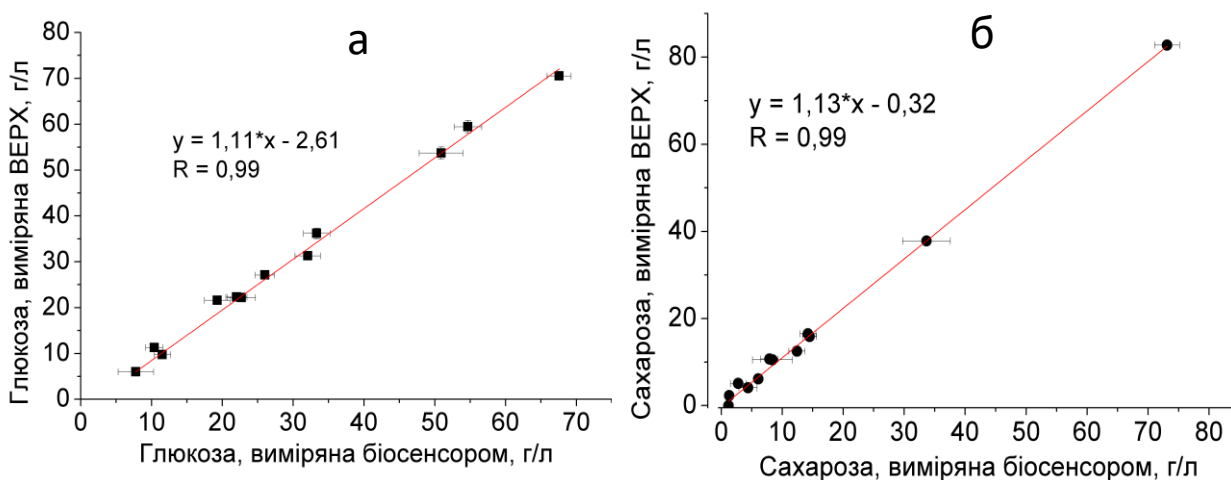 а
y = 1,11*x - 2,61
R = 0,99
Глюкоза, виміряна ВЕРХ, г/л
80
70
60
50
40
30
20
10
0
0 10 20 30 40 50 60 70
Глюкоза, виміряна біосенсором, г/л
б
y = 1,13*x - 0,32
R = 0,99
Сахароза, виміряна ВЕРХ, г/л
80
60
40
20
0
0 10 20 30 40 50 60 70 80
Сахароза, виміряна біосенсором, г/л